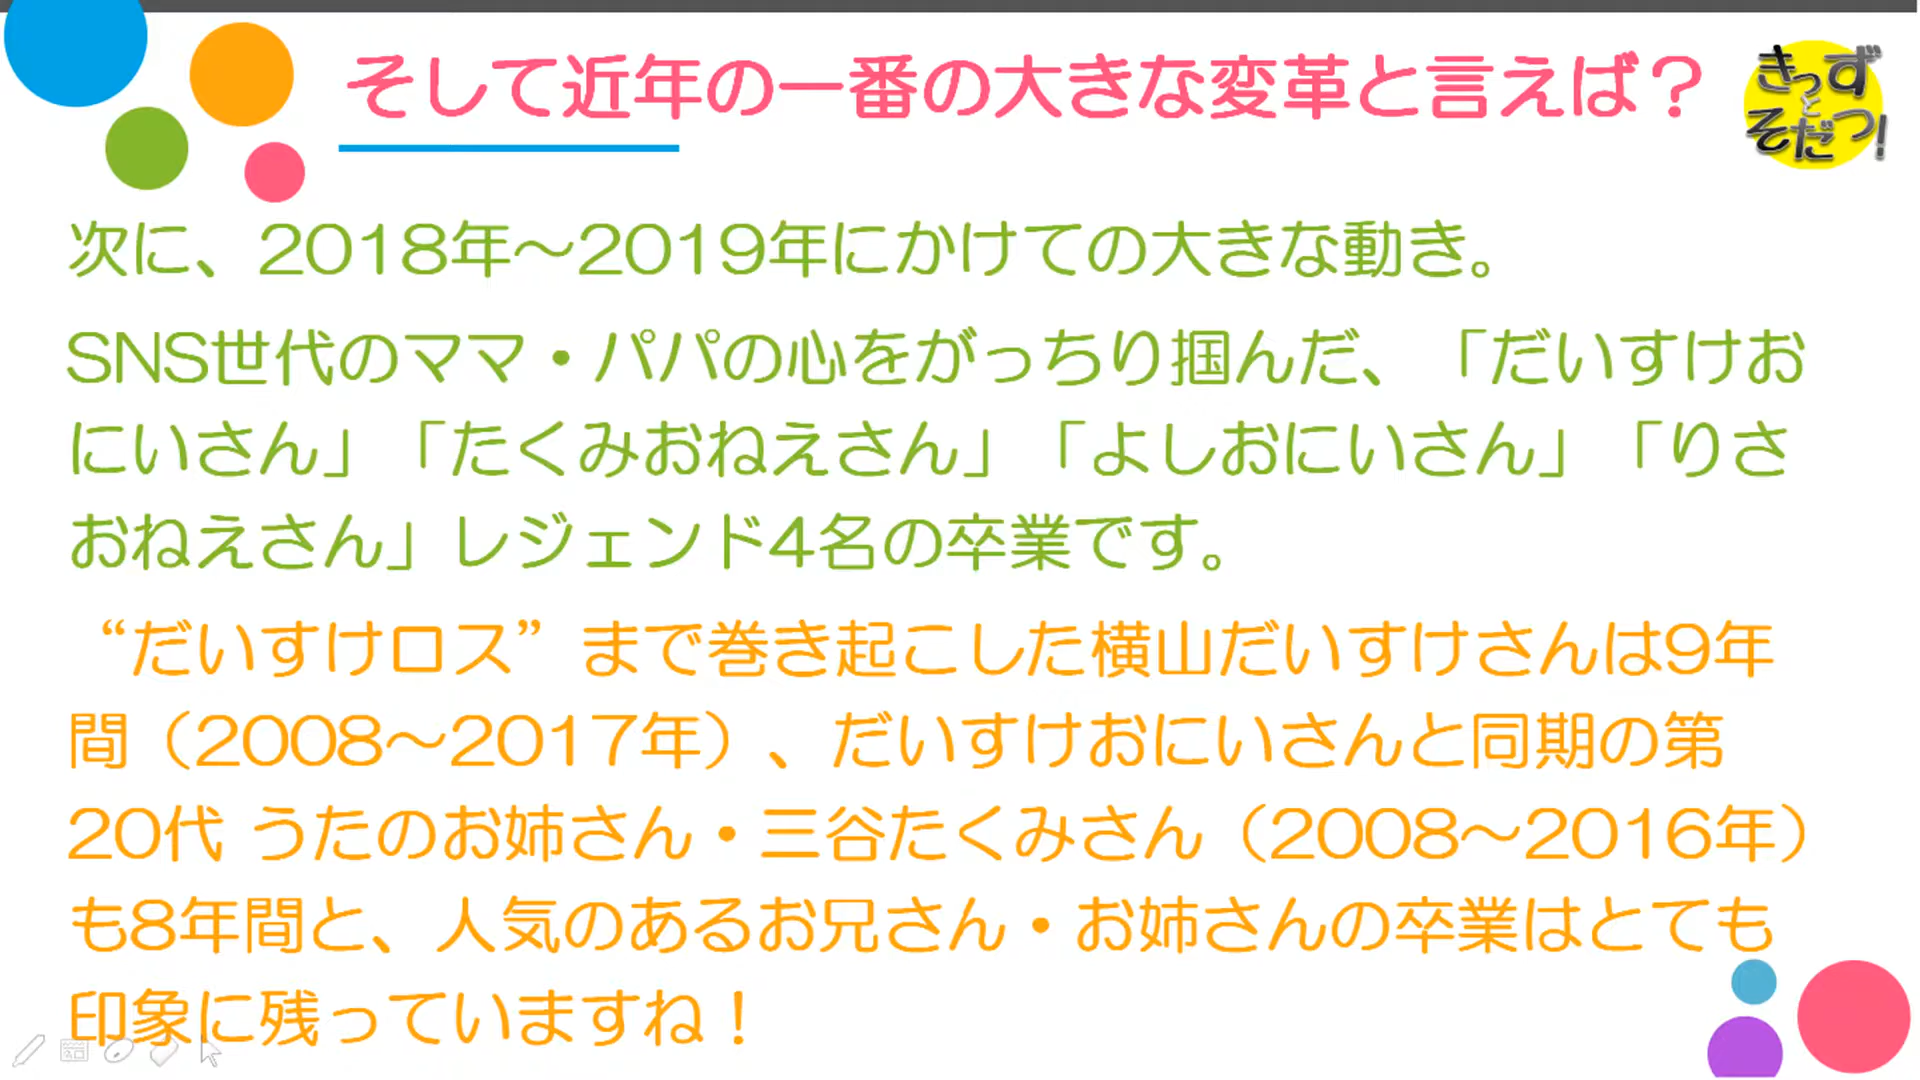 そして近年の一番の大きな変革と言えば？
きっず
と
そだつ!
次に、2018年～2019年にかけての大きな動き。
SNS世代のママ・パパの心をがっちり掴んだ、「だいすけお
にいさん」「たくみおねえさん」「よしおにいさん」「りさ
おねえさん」レジェンド4名の卒業です。
“だいすけロス”まで巻き起こした横山だいすけさんは9年
間（2008～2017年）、だいすけおにいさんと同期の第
20代 うたのお姉さん・三谷たくみさん（2008～2016年）
も8年間と、人気のあるお兄さん・お姉さんの卒業はとても
印象に残っていますね！